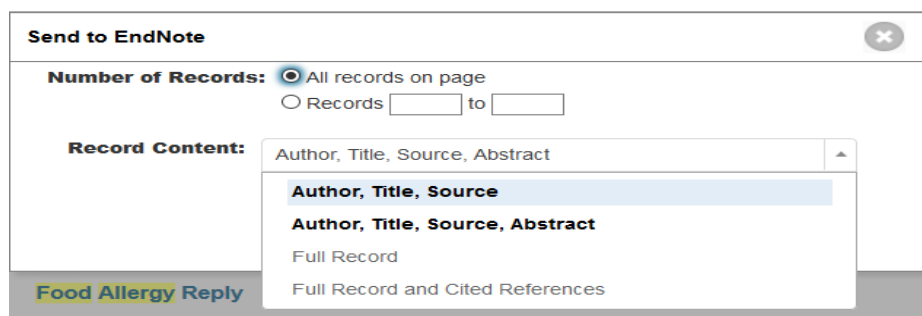 Send to EndNote
Number of Records: All records on page
Records to
Record Content: Author, Title, Source, Abstract
Author, Title, Source
Author, Title, Source, Abstract
Full Record
Full Record and Cited References
Food Allergy Reply